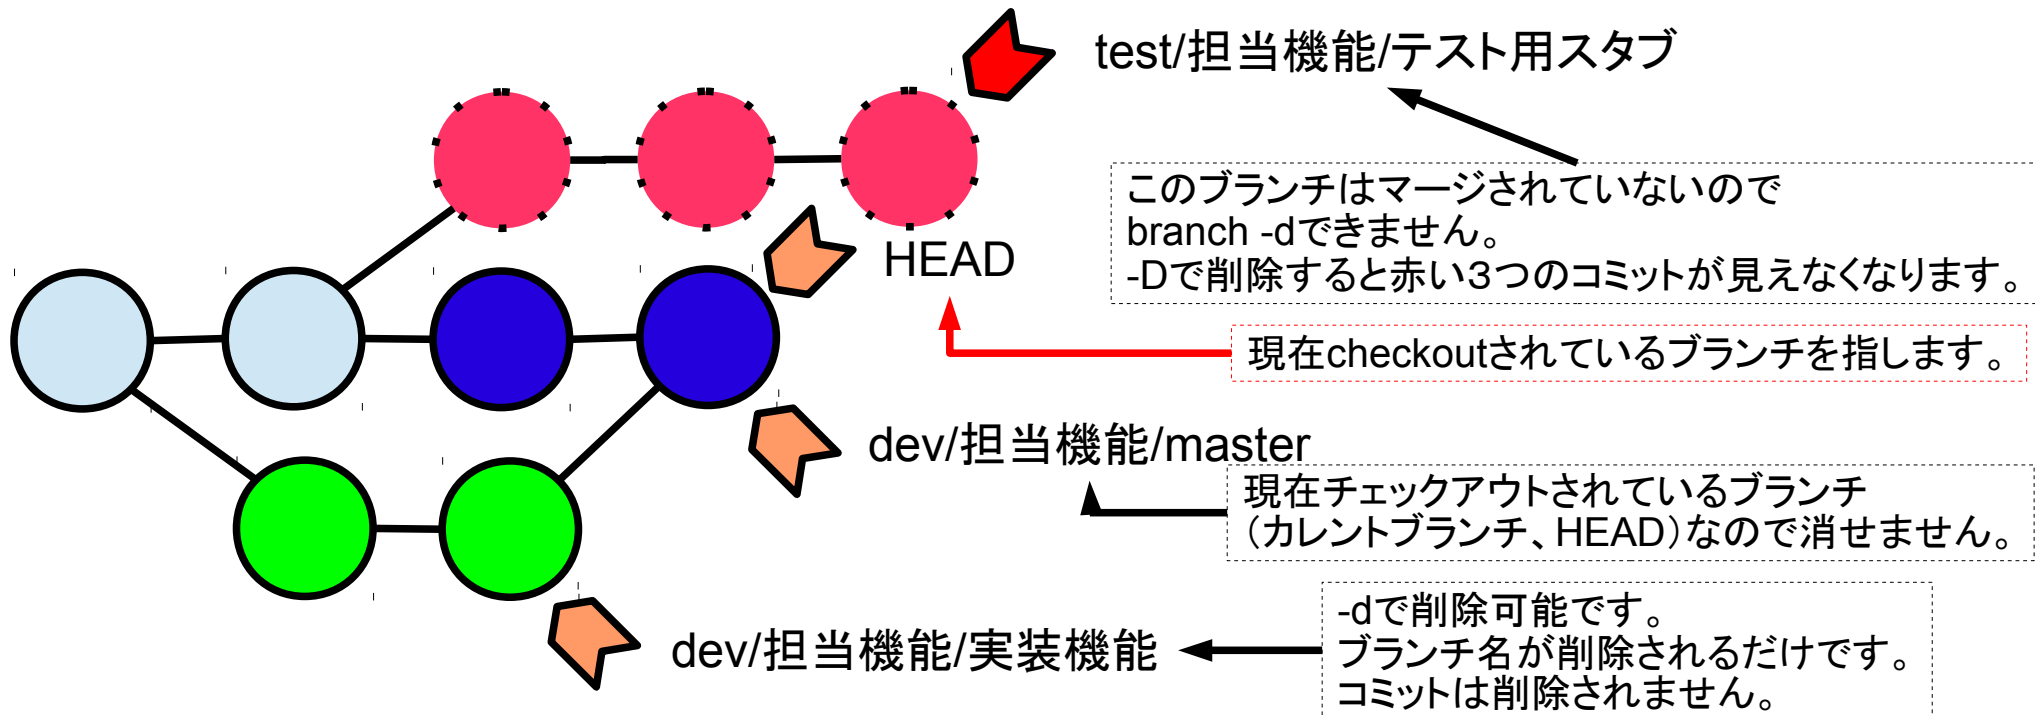 test/担当機能/テスト用スタブ
このブランチはマージされていないので
branch -dできません。
-Dで削除すると赤い３つのコミットが見えなくなります。
HEAD
現在checkoutされているブランチを指します。
dev/担当機能/master
現在チェックアウトされているブランチ
（カレントブランチ、HEAD）なので消せません。
-dで削除可能です。
ブランチ名が削除されるだけです。
コミットは削除されません。
dev/担当機能/実装機能